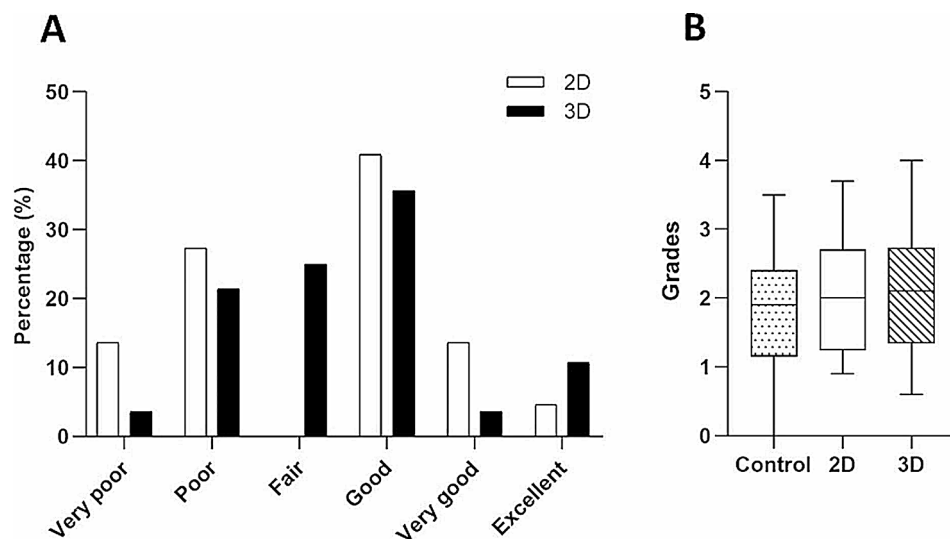 A
2D
3D
Percentage (%)
50
40
30
20
10
0
Very poor
Poor
Fair
Good
Very good
Excellent
B
Grades
5
4
3
2
1
0
Control
2D
3D